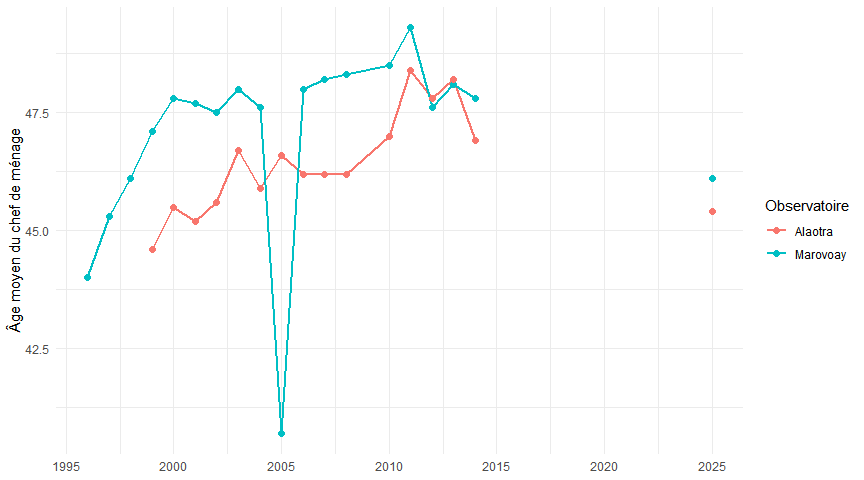 Âge moyen du chef de ménage
47.5
45.0
42.5
1995 2000 2005 2010 2015 2020 2025
Observatoire
Alaotra
Marovoay